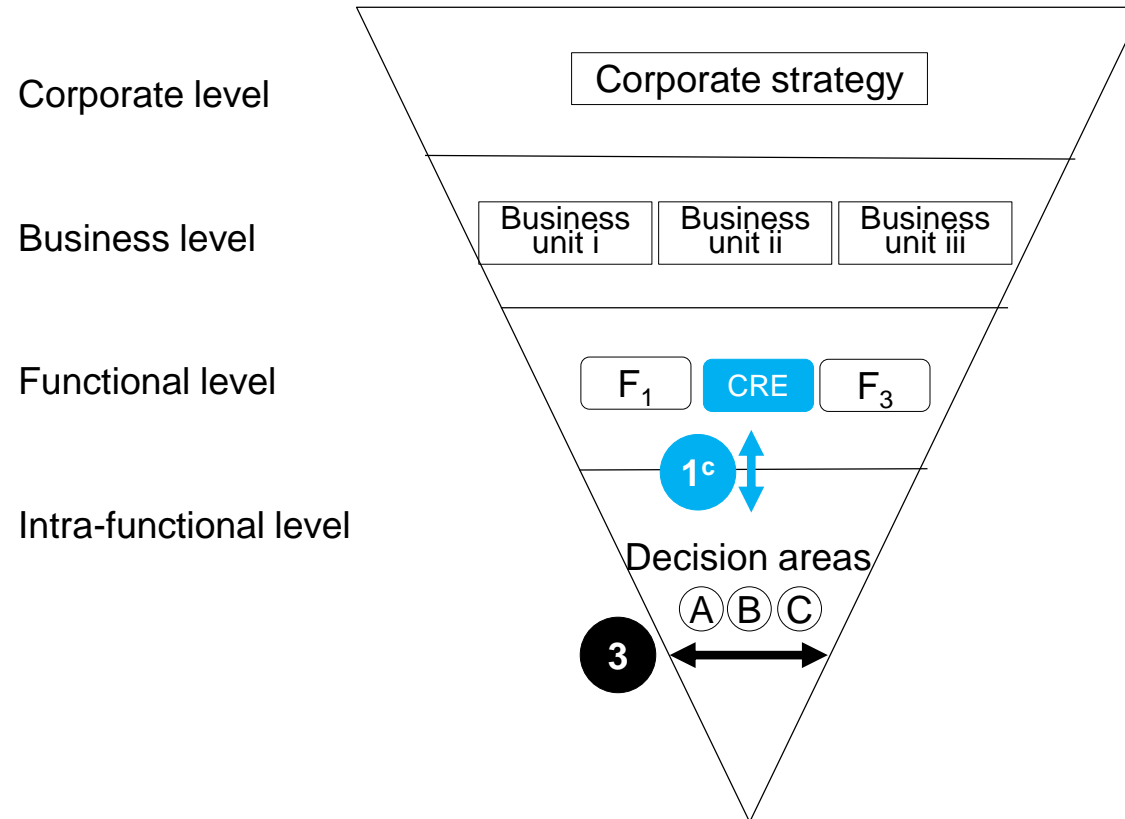 Corporate level
Corporate strategy
Business level
Business
unit i
Business
unit ii
Business
unit iii
Functional level
F₁
CRE
F₃
1ᶜ
Intra-functional level
Decision areas
A B C
3